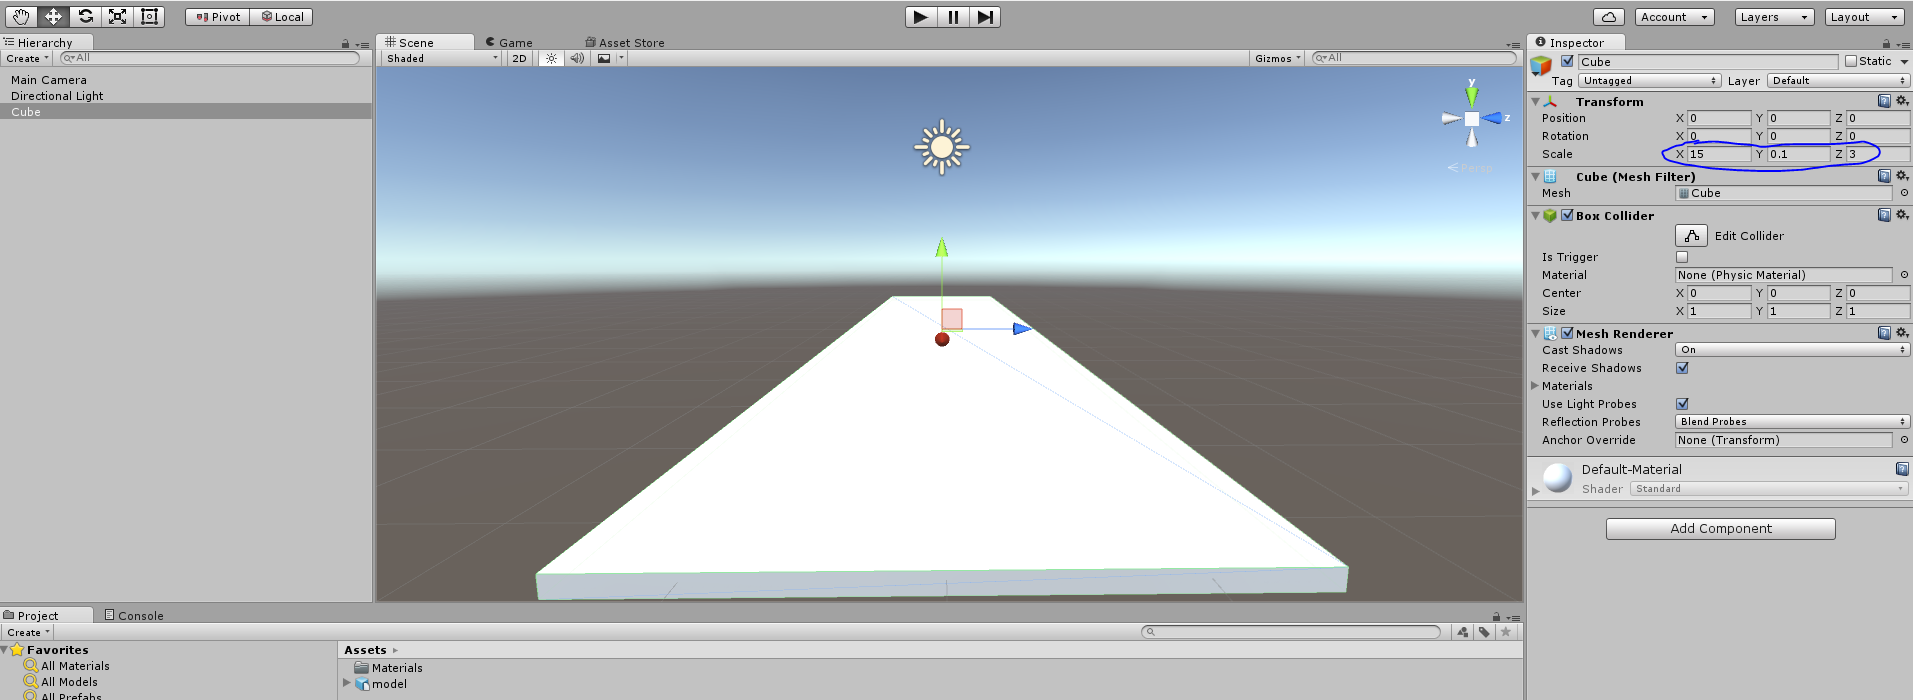 Pivot Local Account Layers Layout
Hierarchy
Create All
Main Camera
Directional Light
Cube
Scene Game Asset Store
Shaded 2D Gizmos All
y
z
Persp
Inspector
Cube Static
Tag Untagged Layer Default
Transform
Position X 0 Y 0 Z 0
Rotation X 0 Y 0 Z 0
Scale X 15 Y 0.1 Z 3
Cube (Mesh Filter)
Mesh Cube
Box Collider
Edit Collider
Is Trigger
Material None (Physic Material)
Center X 0 Y 0 Z 0
Size X 1 Y 1 Z 1
Mesh Renderer
Cast Shadows On
Receive Shadows
Materials
Use Light Probes
Reflection Probes Blend Probes
Anchor Override None (Transform)
Default-Material
Shader Standard
Add Component
Project Console
Create
Favorites
All Materials
All Models
All Prefabs
Assets
Materials
model